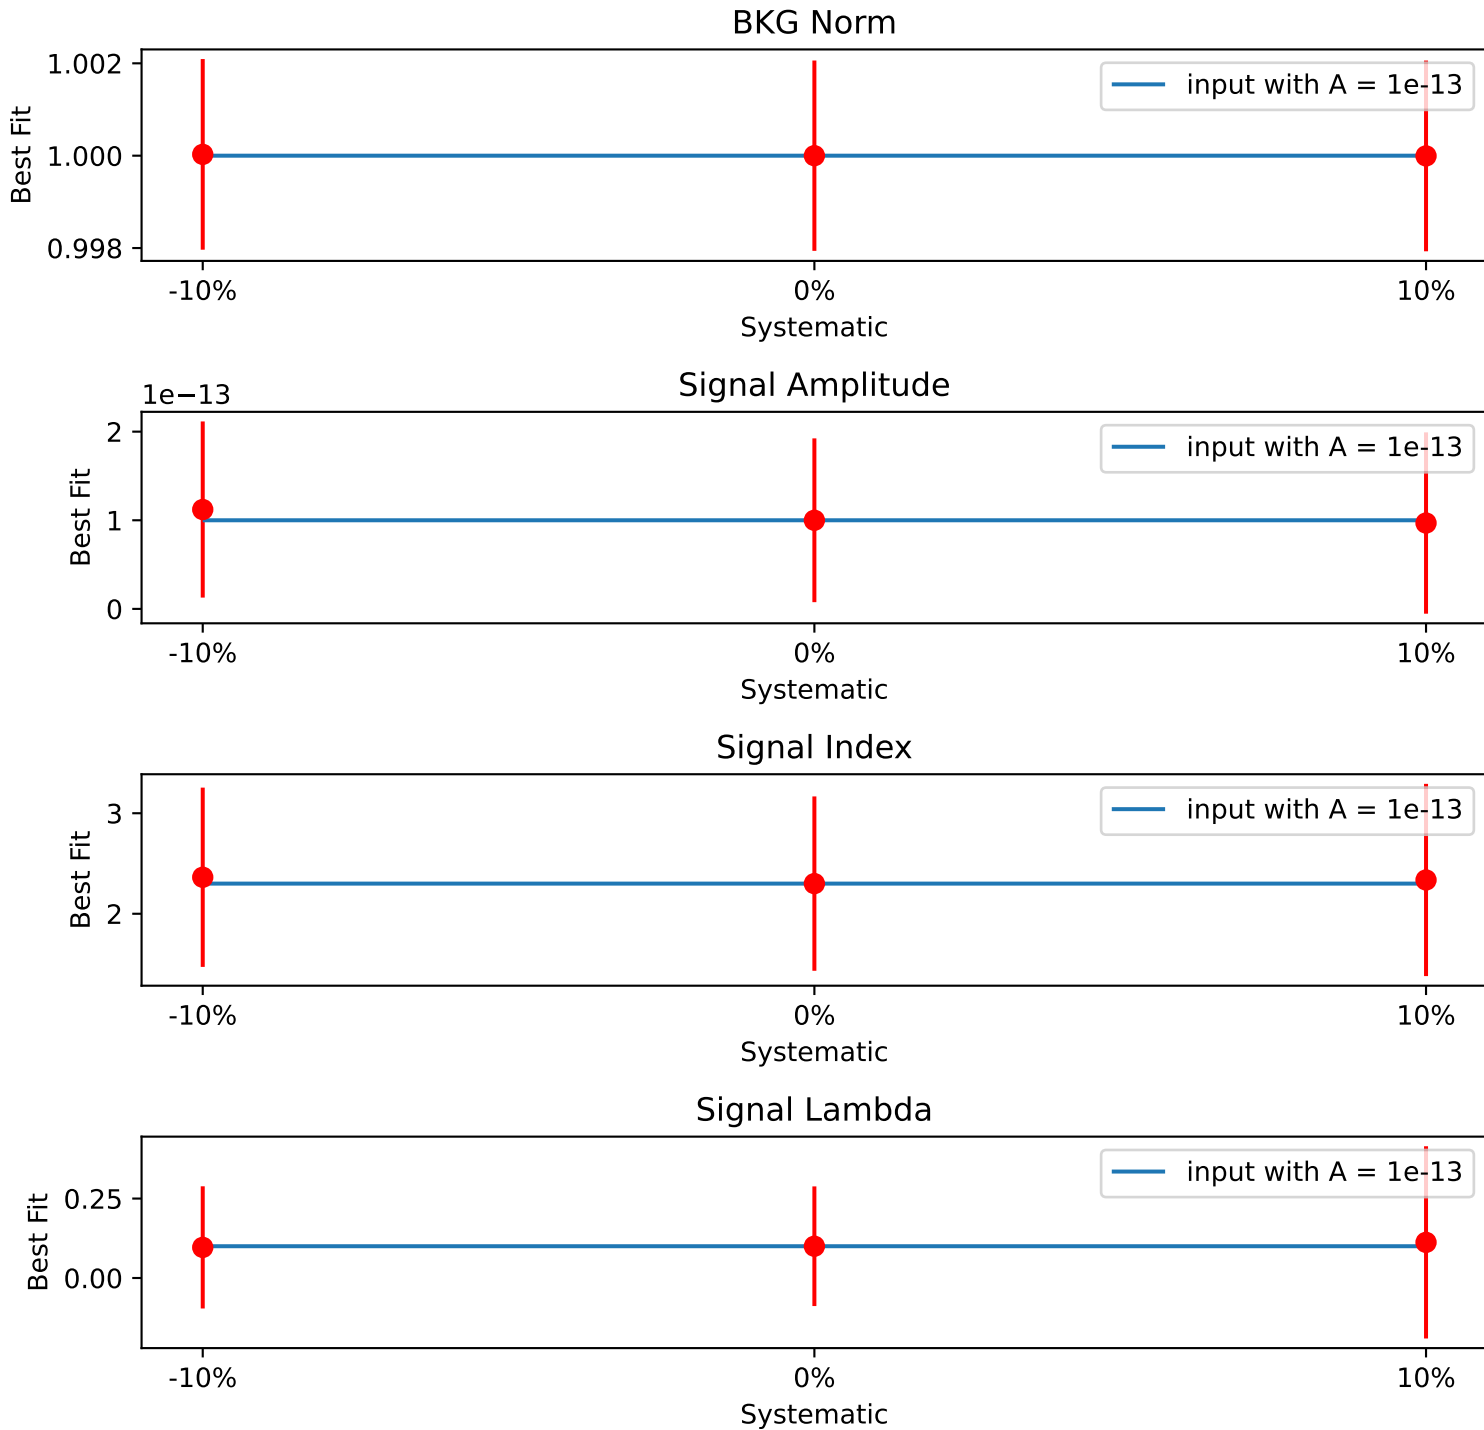 BKG Norm
1.002
1.000
0.998
Best Fit
input with A = 1e-13
-10% 0% 10%
Systematic
Signal Amplitude
1e−13
2
1
0
Best Fit
input with A = 1e-13
-10% 0% 10%
Systematic
Signal Index
3
2
Best Fit
input with A = 1e-13
-10% 0% 10%
Systematic
Signal Lambda
0.25
0.00
Best Fit
input with A = 1e-13
-10% 0% 10%
Systematic